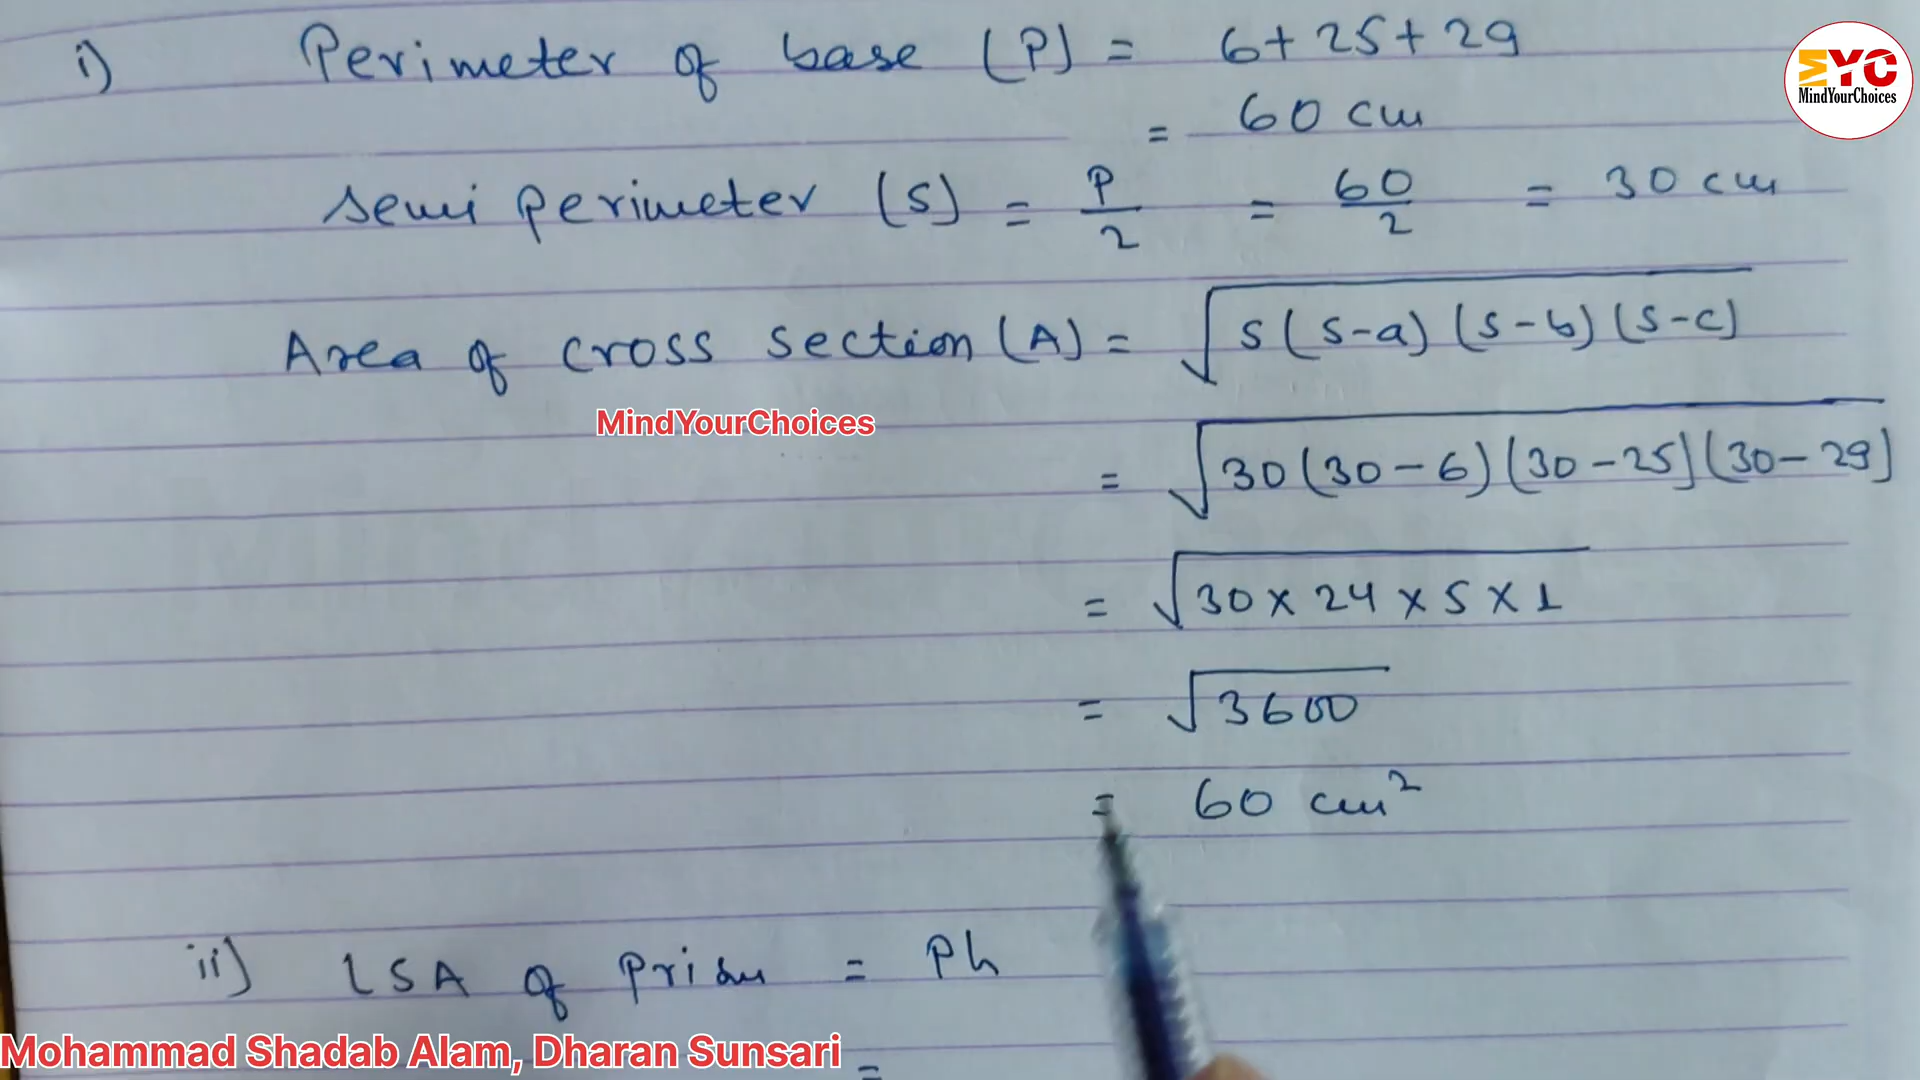 i) Perimeter of base (P) = 6+25+29
= 60 cm
Semi perimeter (S) = P/2 = 60/2 = 30 cm
Area of cross section (A) = √s(s-a)(s-b)(s-c)
= √30(30-6)(30-25)(30-29)
= √30×24×5×1
= √3600
= 60 cm²
ii) LSA of prism = Ph
=
MYC
MindYourChoices
MindYourChoices
Mohammad Shadab Alam, Dharan Sunsari